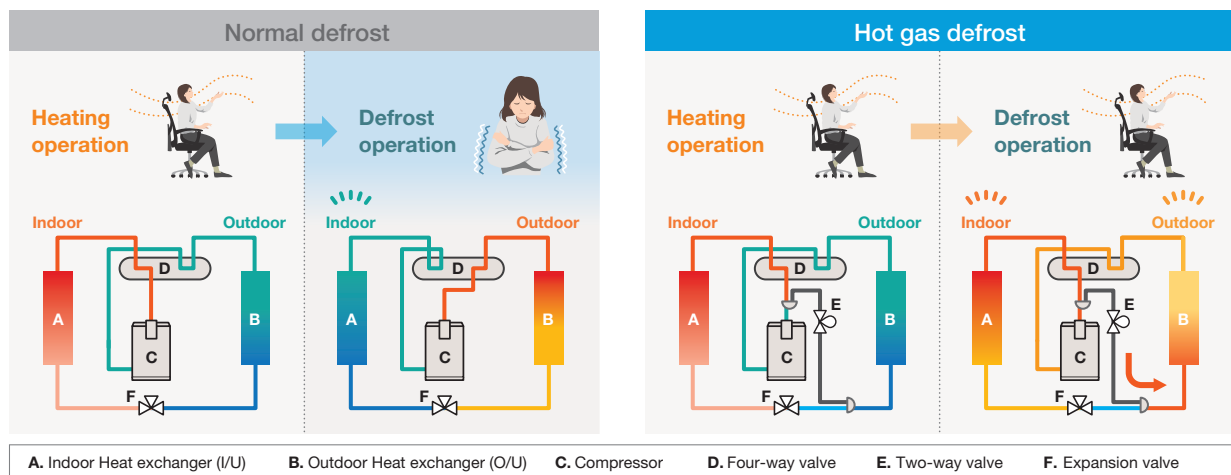 Normal defrost
Heating
operation
Defrost
operation
Indoor
Outdoor
D
A
B
C
F
Indoor
Outdoor
D
A
B
C
F
Hot gas defrost
Heating
operation
Defrost
operation
Indoor
Outdoor
D
E
A
B
C
F
Indoor
Outdoor
D
E
A
B
C
F
A. Indoor Heat exchanger (I/U) B. Outdoor Heat exchanger (O/U) C. Compressor D. Four-way valve E. Two-way valve F. Expansion valve